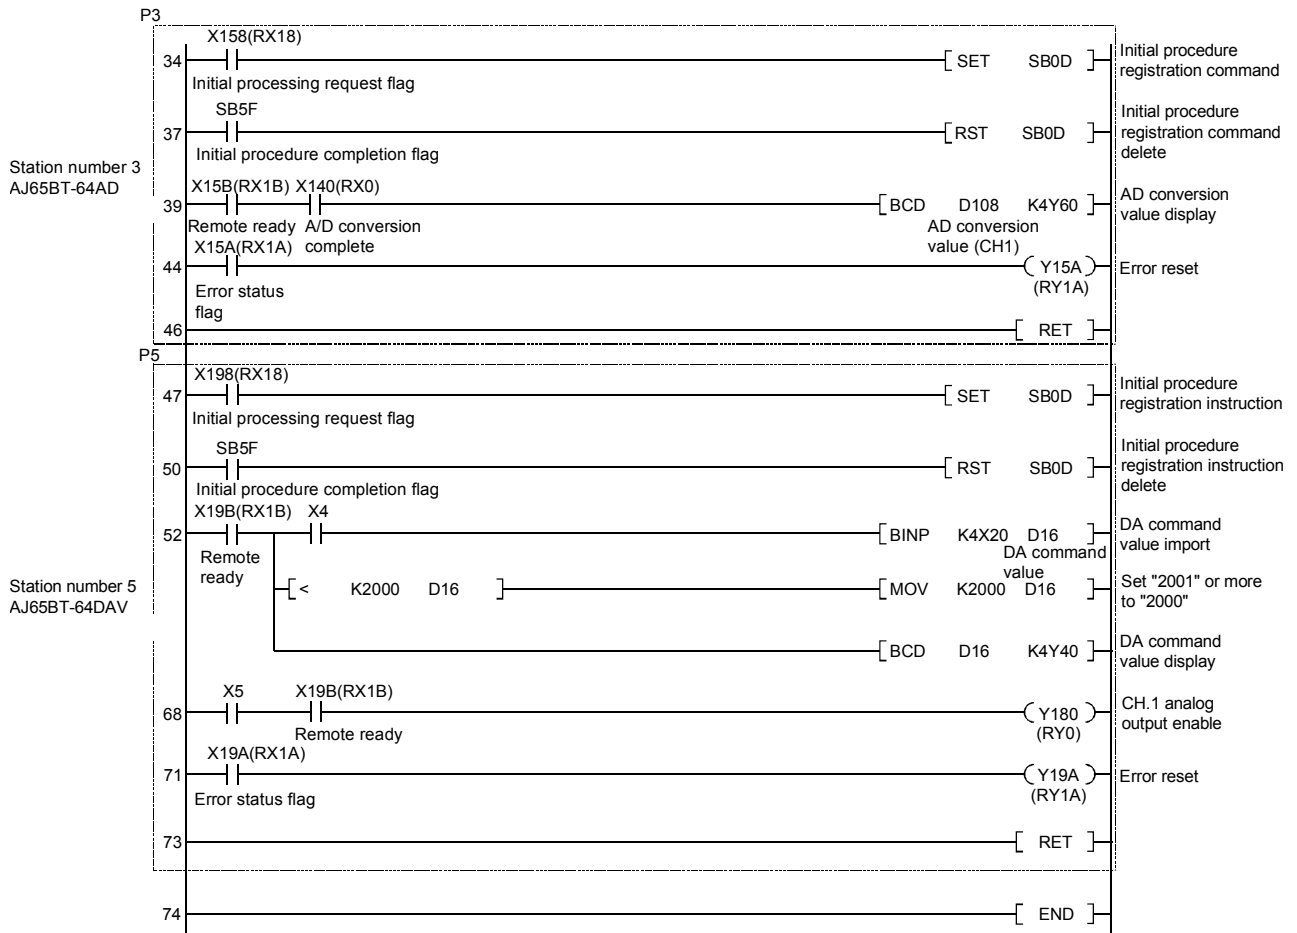 P3
X158(RX18)
34 SET SB0D Initial procedure
registration command
Initial processing request flag
SB5F
37 RST SB0D Initial procedure
registration command
delete
Initial procedure completion flag
Station number 3
AJ65BT-64AD
X15B(RX1B) X140(RX0)
39 BCD D108 K4Y60 AD conversion
value display
Remote ready A/D conversion
complete
AD conversion
value (CH1)
X15A(RX1A)
44 Y15A Error reset
(RY1A)
Error status
flag
46 RET
P5
X198(RX18)
47 SET SB0D Initial procedure
registration instruction
Initial processing request flag
SB5F
50 RST SB0D Initial procedure
registration instruction
delete
Initial procedure completion flag
X19B(RX1B) X4
52 BINP K4X20 D16 DA command
value import
Remote
ready
DA command
value
Station number 5
AJ65BT-64DAV
< K2000 D16 MOV K2000 D16 Set "2001" or more
to "2000"
BCD D16 K4Y40 DA command
value display
X5 X19B(RX1B)
68 Y180 CH.1 analog
output enable
(RY0)
Remote ready
X19A(RX1A)
71 Y19A Error reset
(RY1A)
Error status flag
73 RET
74 END